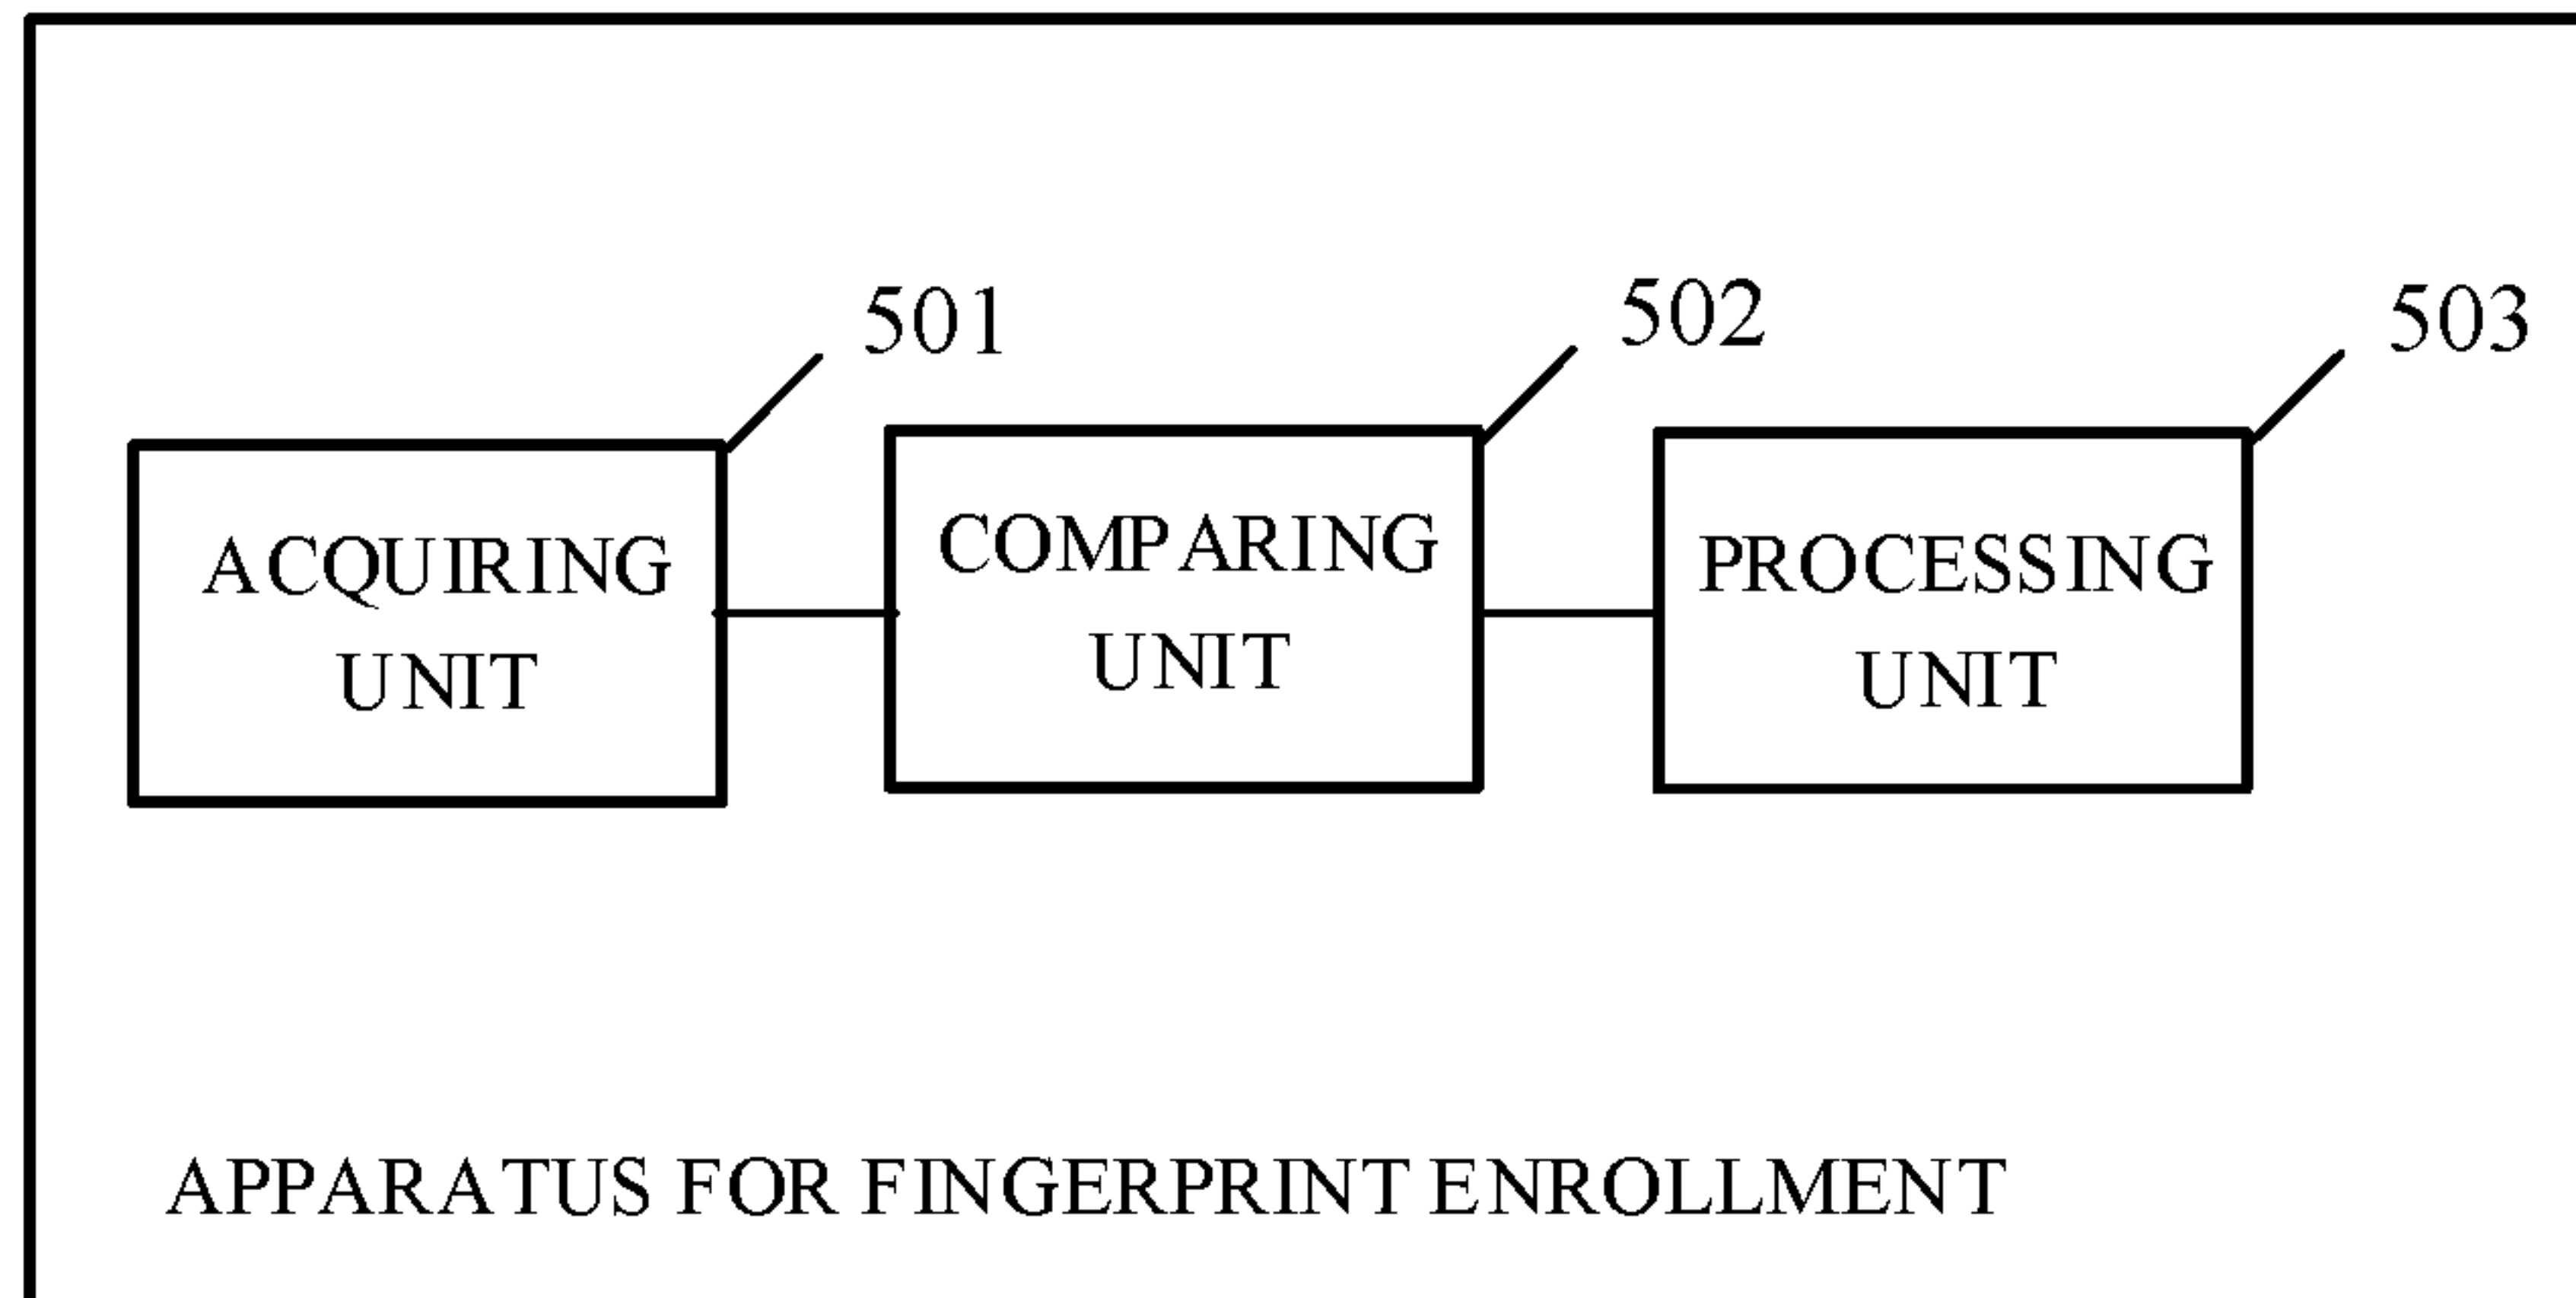 501
502
503
ACQUIRING
UNIT
COMPARING
UNIT
PROCESSING
UNIT
APPARATUS FOR FINGERPRINT ENROLLMENT